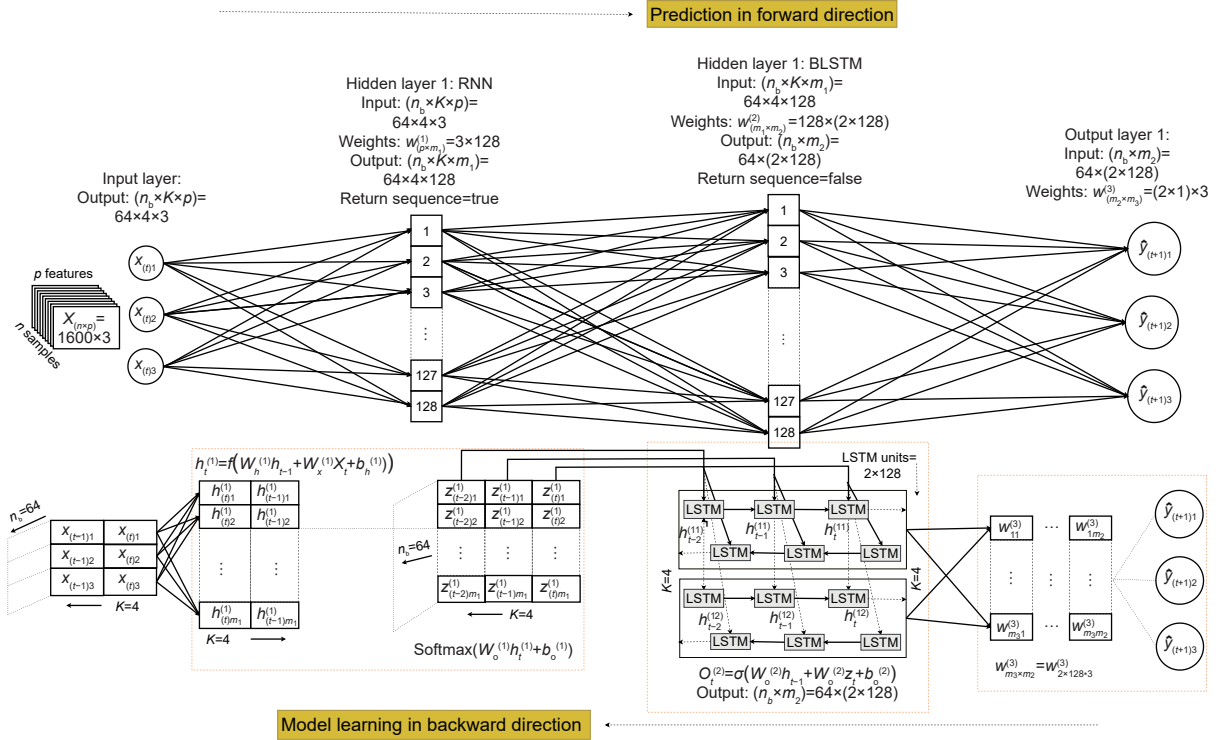 Prediction in forward direction
Hidden layer 1: RNN
Input: (n_b×K×p)=
64×4×3
Weights: w^(1)_(p×m_1)=3×128
Output: (n_b×K×m_1)=
64×4×128
Return sequence=true
Hidden layer 1: BLSTM
Input: (n_b×K×m_1)=
64×4×128
Weights: w^(2)_(m_1×m_2)=128×(2×128)
Output: (n_b×m_2)=
64×(2×128)
Return sequence=false
Output layer 1:
Input: (n_b×m_2)=
64×(2×128)
Weights: w^(3)_(m_2×m_3)=(2×1)×3
Input layer:
Output: (n_b×K×p)=
64×4×3
p features
n samples
X_(n×p)=
1600×3
x_(t)1
x_(t)2
x_(t)3
1
2
3
⋮
127
128
1
2
3
⋮
127
128
ŷ_(t+1)1
ŷ_(t+1)2
ŷ_(t+1)3
h_t^(1)=f(W_h^(1)h_t−1+W_x^(1)X_t+b_h^(1)))
n_b=64
x_(t−1)1 x_(t)1
x_(t−1)2 x_(t)2
x_(t−1)3 x_(t)3
K=4
h^(1)_(t)1 h^(1)_(t−1)1
h^(1)_(t)2 h^(1)_(t−1)2
⋮ ⋮
h^(1)_(t)m_1 h^(1)_(t−1)m_1
K=4
n_b=64
z^(1)_(t−2)1 z^(1)_(t−1)1 z^(1)_(t)1
z^(1)_(t−2)2 z^(1)_(t−1)2 z^(1)_(t)2
⋮ ⋮
z^(1)_(t−2)m_1 z^(1)_(t−1)m_1 z^(1)_(t)m_1
K=4
Softmax(W_o^(1)h_t^(1)+b_o^(1))
LSTM units=
2×128
LSTM LSTM LSTM
h^(11)_t−2 h^(11)_t−1 h^(11)_t
LSTM LSTM LSTM
K=4
K=4
LSTM LSTM LSTM
h^(12)_t−2 h^(12)_t−1 h^(12)_t
LSTM LSTM LSTM
O_t^(2)=σ(W_o^(2)h_t−1+W_o^(2)z_t+b_o^(2))
Output: (n_b×m_2)=64×(2×128)
w^(3)_11 ⋯ w^(3)_1m_2
⋮ ⋮
w^(3)_m_31 ⋯ w^(3)_m_3m_2
w^(3)_m_3×m_2=w^(3)_2×128*3
ŷ_(t+1)1
ŷ_(t+1)2
ŷ_(t+1)3
Model learning in backward direction